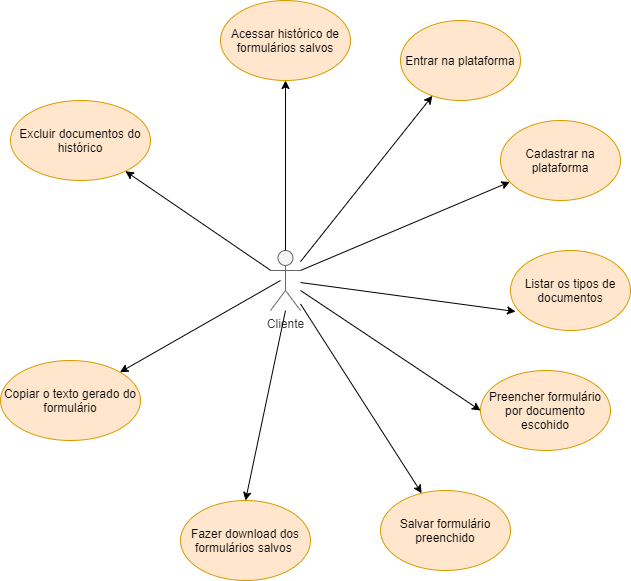 Acessar histórico de
formulários salvos
Entrar na plataforma
Excluir documentos do
histórico
Cadastrar na
plataforma
Listar os tipos de
documentos
Cliente
Copiar o texto gerado do
formulário
Preencher formulário
por documento
escohido
Salvar formulário
preenchido
Fazer download dos
formulários salvos